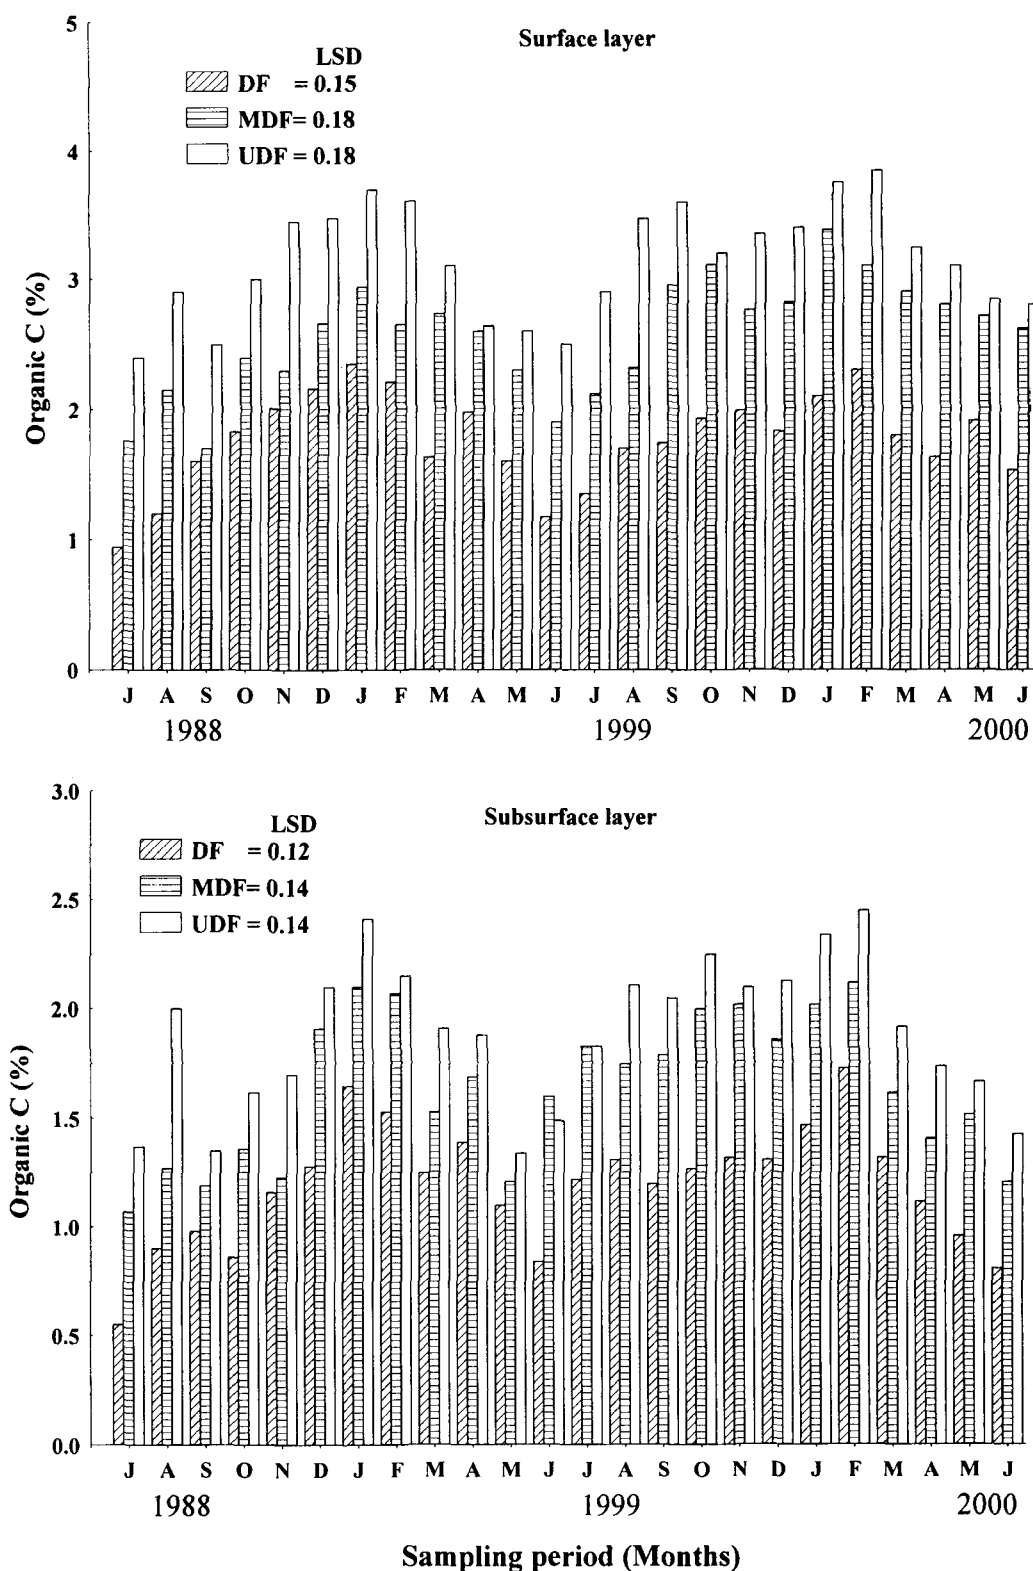 Surface layer
LSD
DF = 0.15
MDF= 0.18
UDF = 0.18
5
4
3
2
1
0
Organic C (%)
J A S O N D J F M A M J J A S O N D J F M A M J
1988 1999 2000
Subsurface layer
LSD
DF = 0.12
MDF= 0.14
UDF = 0.14
3.0
2.5
2.0
1.5
1.0
0.5
0.0
Organic C (%)
J A S O N D J F M A M J J A S O N D J F M A M J
1988 1999 2000
Sampling period (Months)